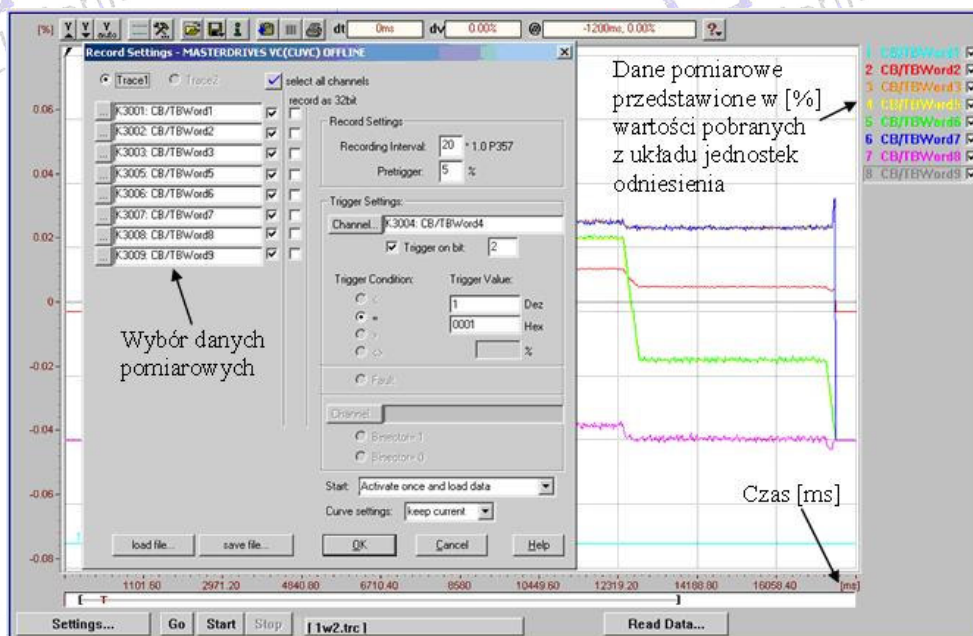 [%] Y Y Y auto dt 0ms dv 0.00% @ -1200ms, 0.00% ?
Record Settings - MASTERDRIVES VC(CUVC) OFFLINE
Trace1 Trace2 select all channels
record as 32bit
... K3001: CB/TBWord1
... K3002: CB/TBWord2
... K3003: CB/TBWord3
... K3005: CB/TBWord5
... K3006: CB/TBWord6
... K3007: CB/TBWord7
... K3008: CB/TBWord8
... K3009: CB/TBWord9
Wybór danych
pomiarowych
Record Settings
Recording Interval: 20 * 1.0 P357
Pretrigger: 5 %
Trigger Settings:
Channel... K3004: CB/TBWord4
Trigger on bit: 2
Trigger Condition: Trigger Value:
<
= 1 Dez
> 0001 Hex
<> %
Fault
Channel...
Binector= 1
Binector= 0
Start: Activate once and load data
Curve settings: keep current
load file... save file... OK Cancel Help
Dane pomiarowe
przedstawione w [%]
wartości pobranych
z układu jednostek
odniesienia
1 CB/TBWord1
2 CB/TBWord2
3 CB/TBWord3
4 CB/TBWord5
5 CB/TBWord6
6 CB/TBWord7
7 CB/TBWord8
8 CB/TBWord9
Czas [ms]
0.06
0.04
0.02
0
-0.02
-0.04
-0.06
-0.08
1101.60 2971.20 4840.80 6710.40 8580 10449.60 12319.20 14188.80 16058.40 [ms]
[ T ]
Settings... Go Start Stop [ 1w2.trc ] Read Data...